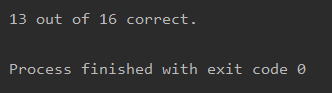 13 out of 16 correct.
Process finished with exit code 0